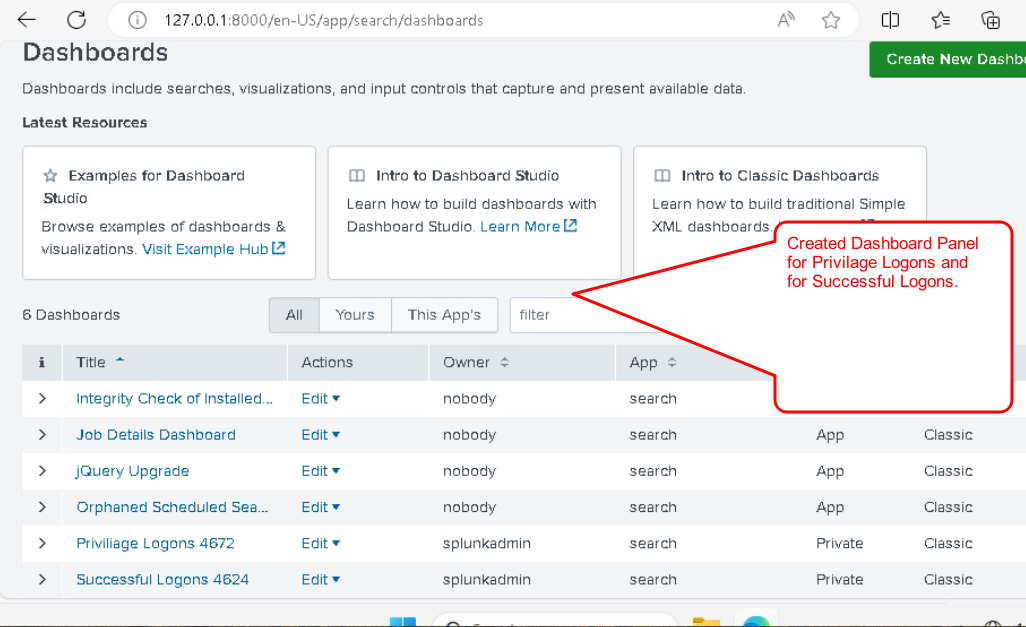 127.0.0.1:8000/en-US/app/search/dashboards
Dashboards
Create New Dashbo
Dashboards include searches, visualizations, and input controls that capture and present available data.
Latest Resources
Examples for Dashboard
Studio
Browse examples of dashboards &
visualizations. Visit Example Hub
Intro to Dashboard Studio
Learn how to build dashboards with
Dashboard Studio. Learn More
Intro to Classic Dashboards
Learn how to build traditional Simple
XML dashboards.
Created Dashboard Panel
for Privilage Logons and
for Successful Logons.
6 Dashboards
All Yours This App's filter
i Title Actions Owner App
Integrity Check of Installed... Edit nobody search
Job Details Dashboard Edit nobody search App Classic
jQuery Upgrade Edit nobody search App Classic
Orphaned Scheduled Sea... Edit nobody search App Classic
Priviliage Logons 4672 Edit splunkadmin search Private Classic
Successful Logons 4624 Edit splunkadmin search Private Classic